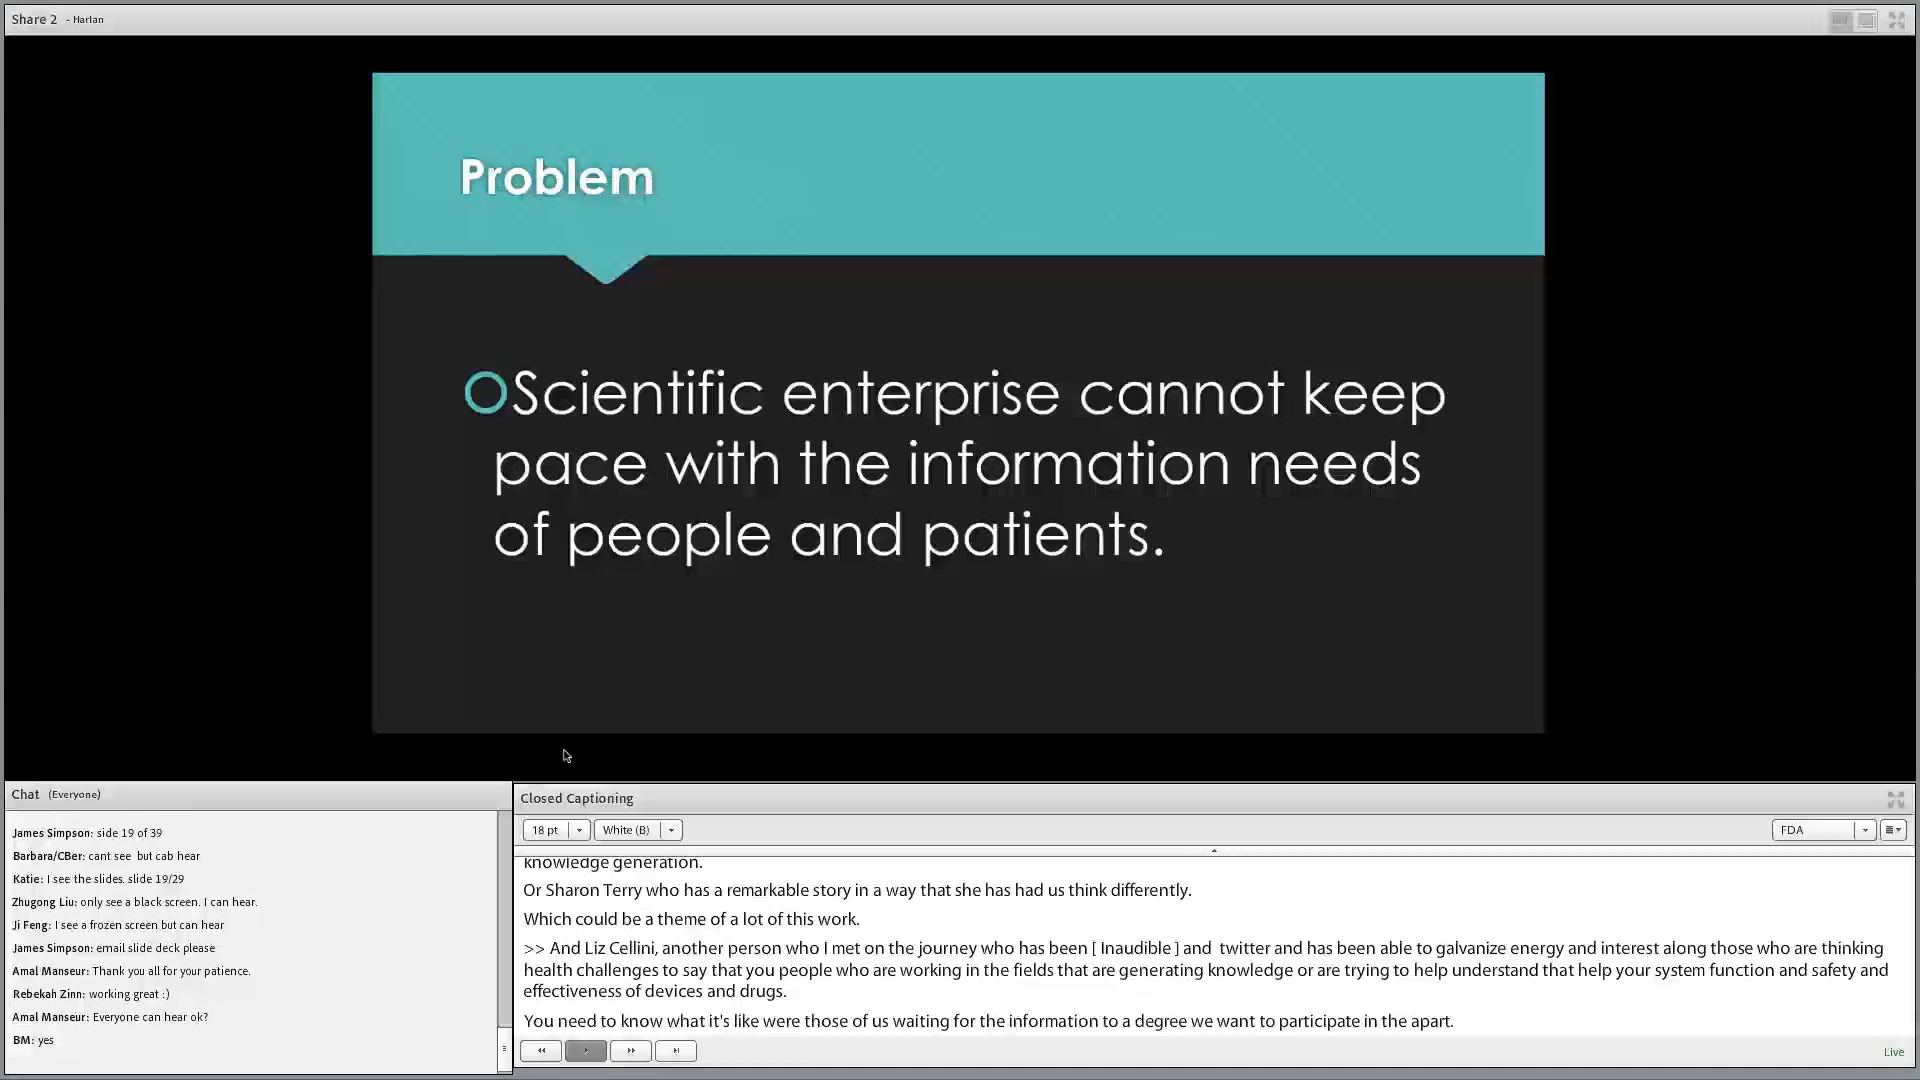 Share 2 - Harlan
Problem
Scientific enterprise cannot keep
pace with the information needs
of people and patients.
Chat (Everyone)
James Simpson: side 19 of 39
Barbara/CBer: cant see but cab hear
Katie: I see the slides. slide 19/29
Zhugong Liu: only see a black screen. I can hear.
Ji Feng: I see a frozen screen but can hear
James Simpson: email slide deck please
Amal Manseur: Thank you all for your patience.
Rebekah Zinn: working great :)
Amal Manseur: Everyone can hear ok?
BM: yes
Closed Captioning
18 pt White (B) FDA
knowledge generation.
Or Sharon Terry who has a remarkable story in a way that she has had us think differently.
Which could be a theme of a lot of this work.
>> And Liz Cellini, another person who I met on the journey who has been [ Inaudible ] and twitter and has been able to galvanize energy and interest along those who are thinking
health challenges to say that you people who are working in the fields that are generating knowledge or are trying to help understand that help your system function and safety and
effectiveness of devices and drugs.
You need to know what it's like were those of us waiting for the information to a degree we want to participate in the apart.
Live